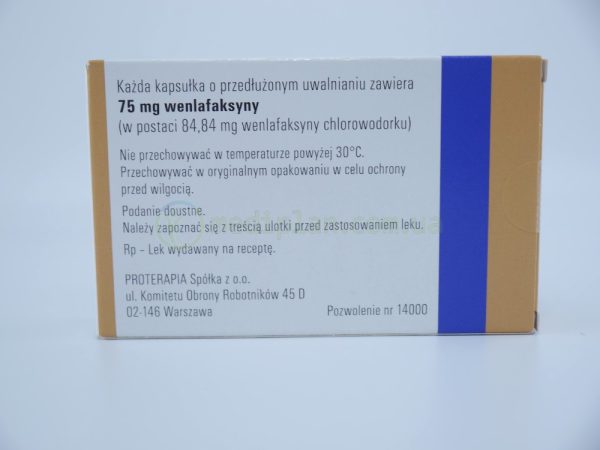 Każda kapsułka o przedłużonym uwalnianiu zawiera
75 mg wenlafaksyny
(w postaci 84,84 mg wenlafaksyny chlorowodorku)
Nie przechowywać w temperaturze powyżej 30°C.
Przechowywać w oryginalnym opakowaniu w celu ochrony
przed wilgocią.
Podanie doustne.
Należy zapoznać się z treścią ulotki przed zastosowaniem leku.
Rp – Lek wydawany na receptę.
PROTERAPIA Spółka z o.o.
ul. Komitetu Obrony Robotników 45 D
02-146 Warszawa
Pozwolenie nr 14000